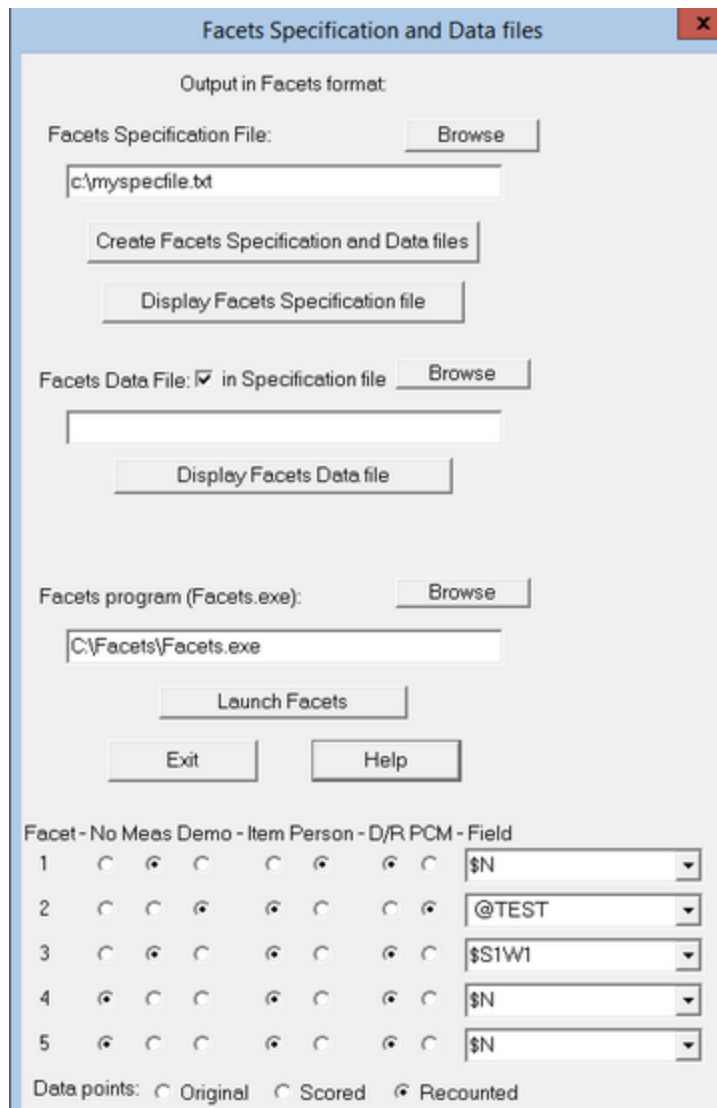 Facets Specification and Data files
x
Output in Facets format:
Facets Specification File:
Browse
c:\myspecfile.txt
Create Facets Specification and Data files
Display Facets Specification file
Facets Data File: in Specification file
Browse
Display Facets Data file
Facets program (Facets.exe):
Browse
C:\Facets\Facets.exe
Launch Facets
Exit
Help
Facet - No Meas Demo - Item Person - D/R PCM - Field
1 $N
2 @TEST
3 $S1W1
4 $N
5 $N
Data points: Original Scored Recounted